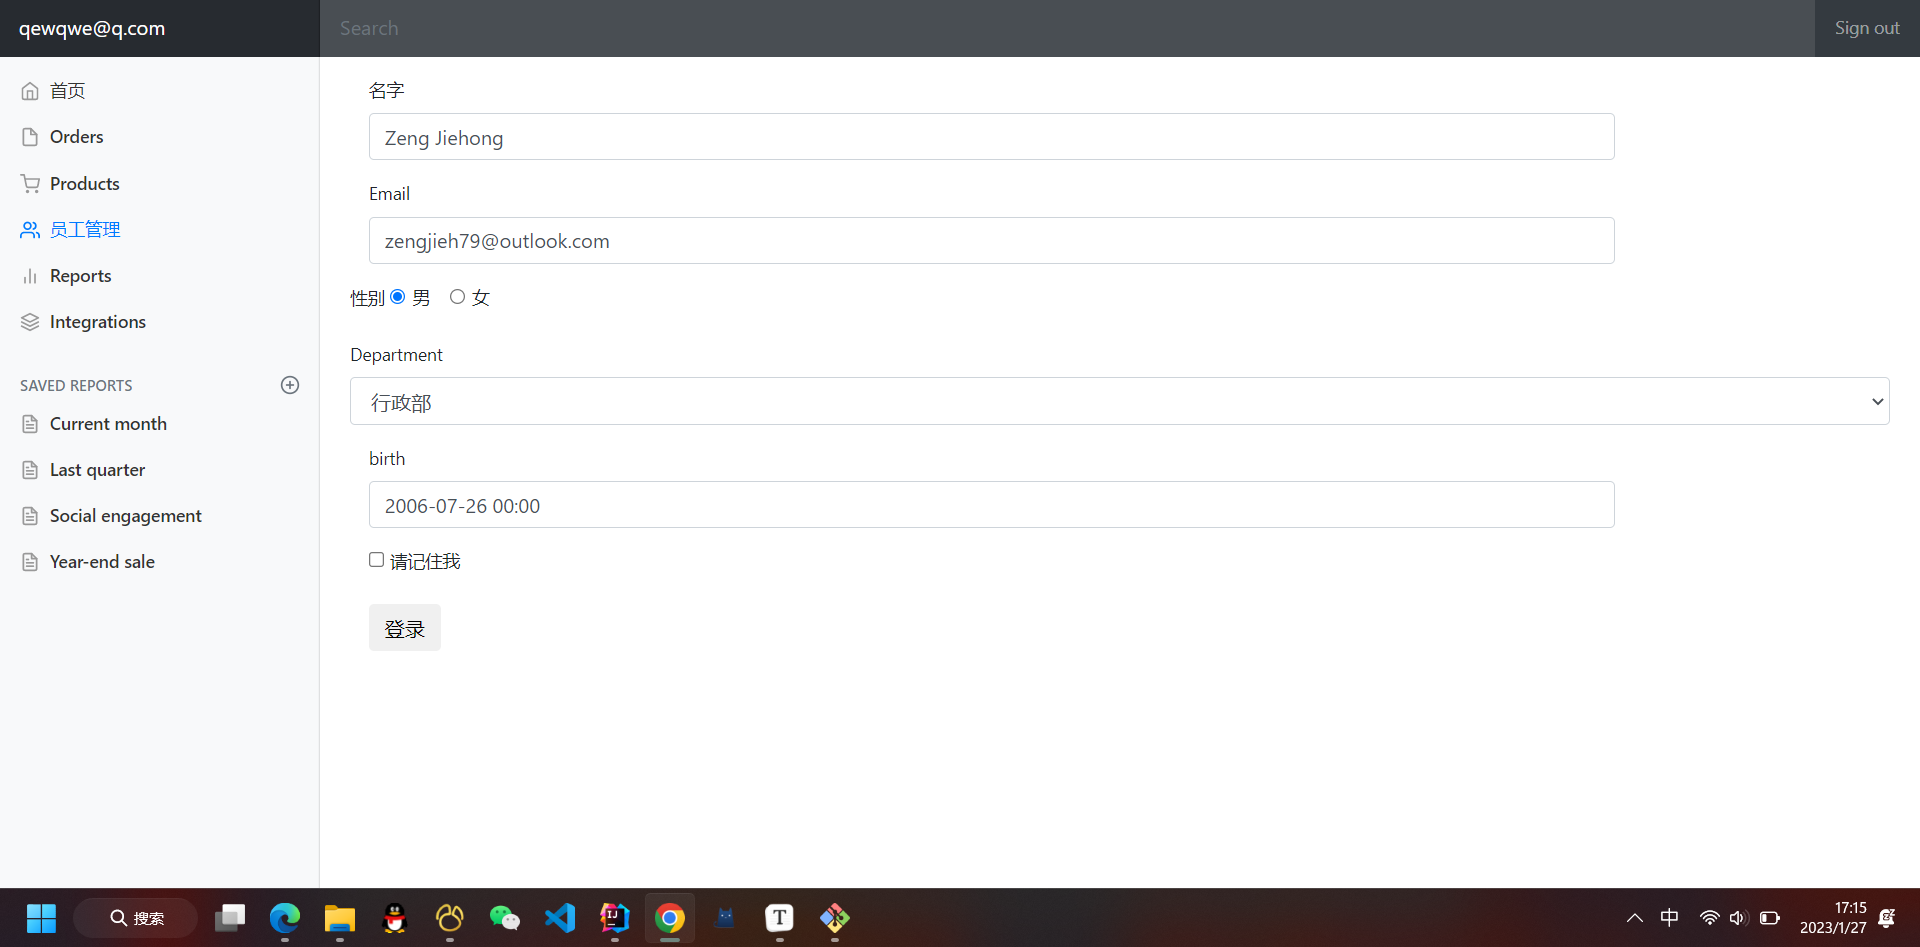 qewqwe@q.com
Search
Sign out
首页
Orders
Products
员工管理
Reports
Integrations
SAVED REPORTS
Current month
Last quarter
Social engagement
Year-end sale
名字
Zeng Jiehong
Email
zengjieh79@outlook.com
性别 男 女
Department
行政部
birth
2006-07-26 00:00
请记住我
登录
搜索
IJ
T
中
17:15
2023/1/27